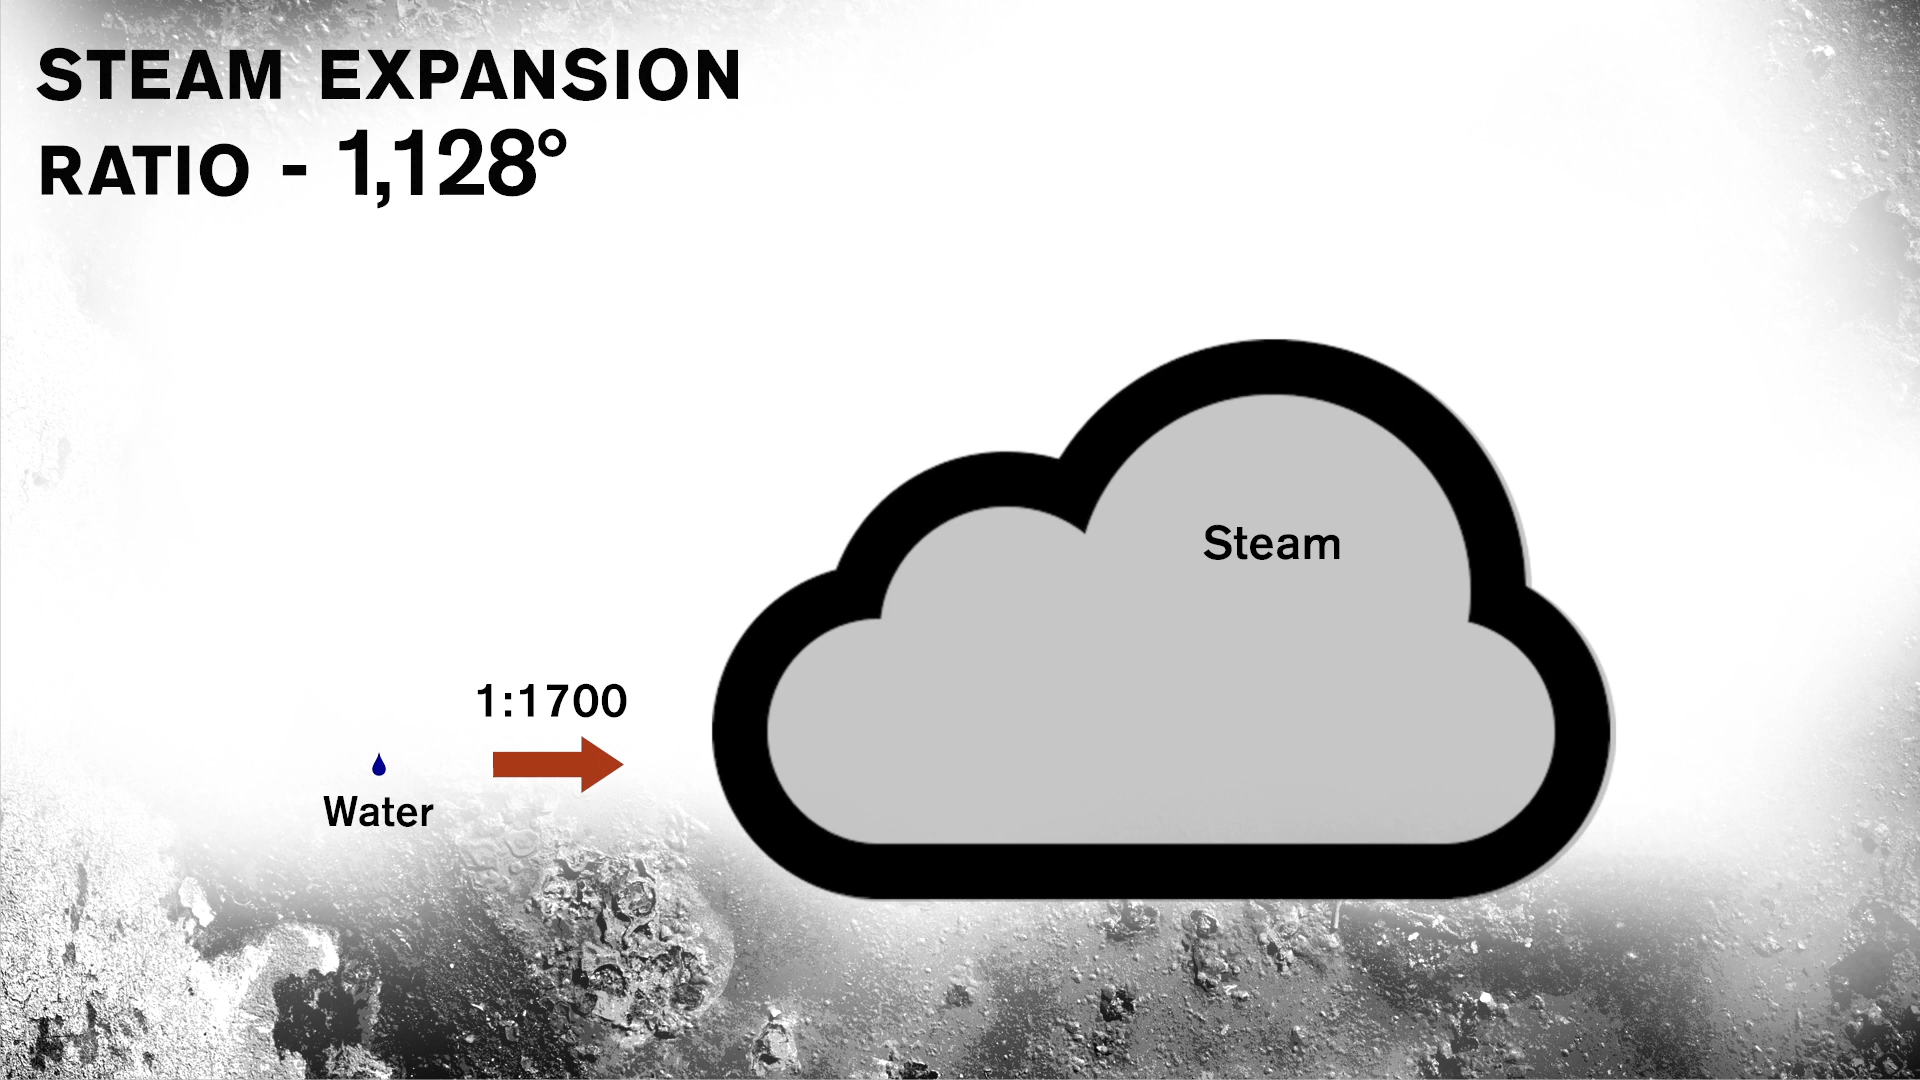 STEAM EXPANSION
RATIO - 1,128°
Steam
1:1700
Water